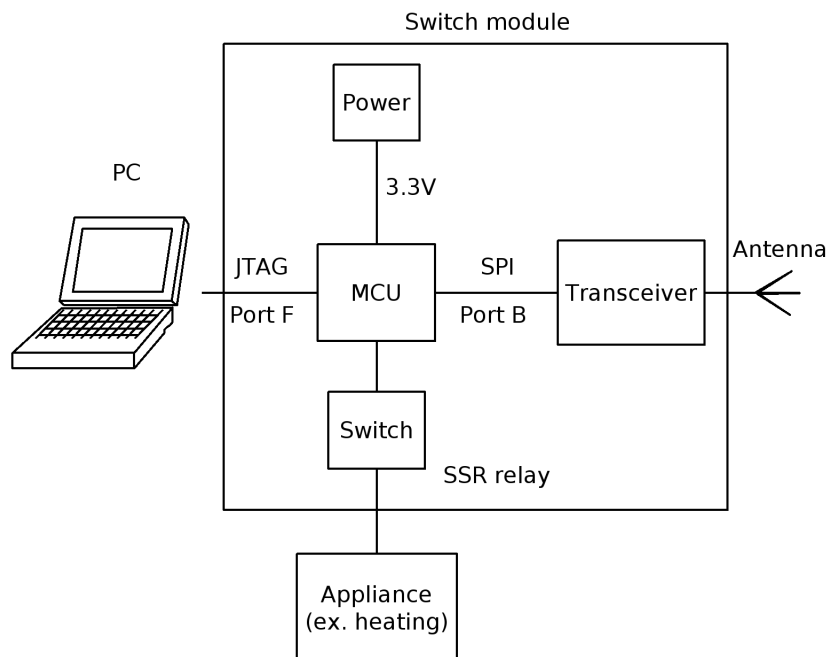 Switch module
Power
PC
3.3V
Antenna
JTAG
SPI
MCU
Transceiver
Port F
Port B
Switch
SSR relay
Appliance
(ex. heating)